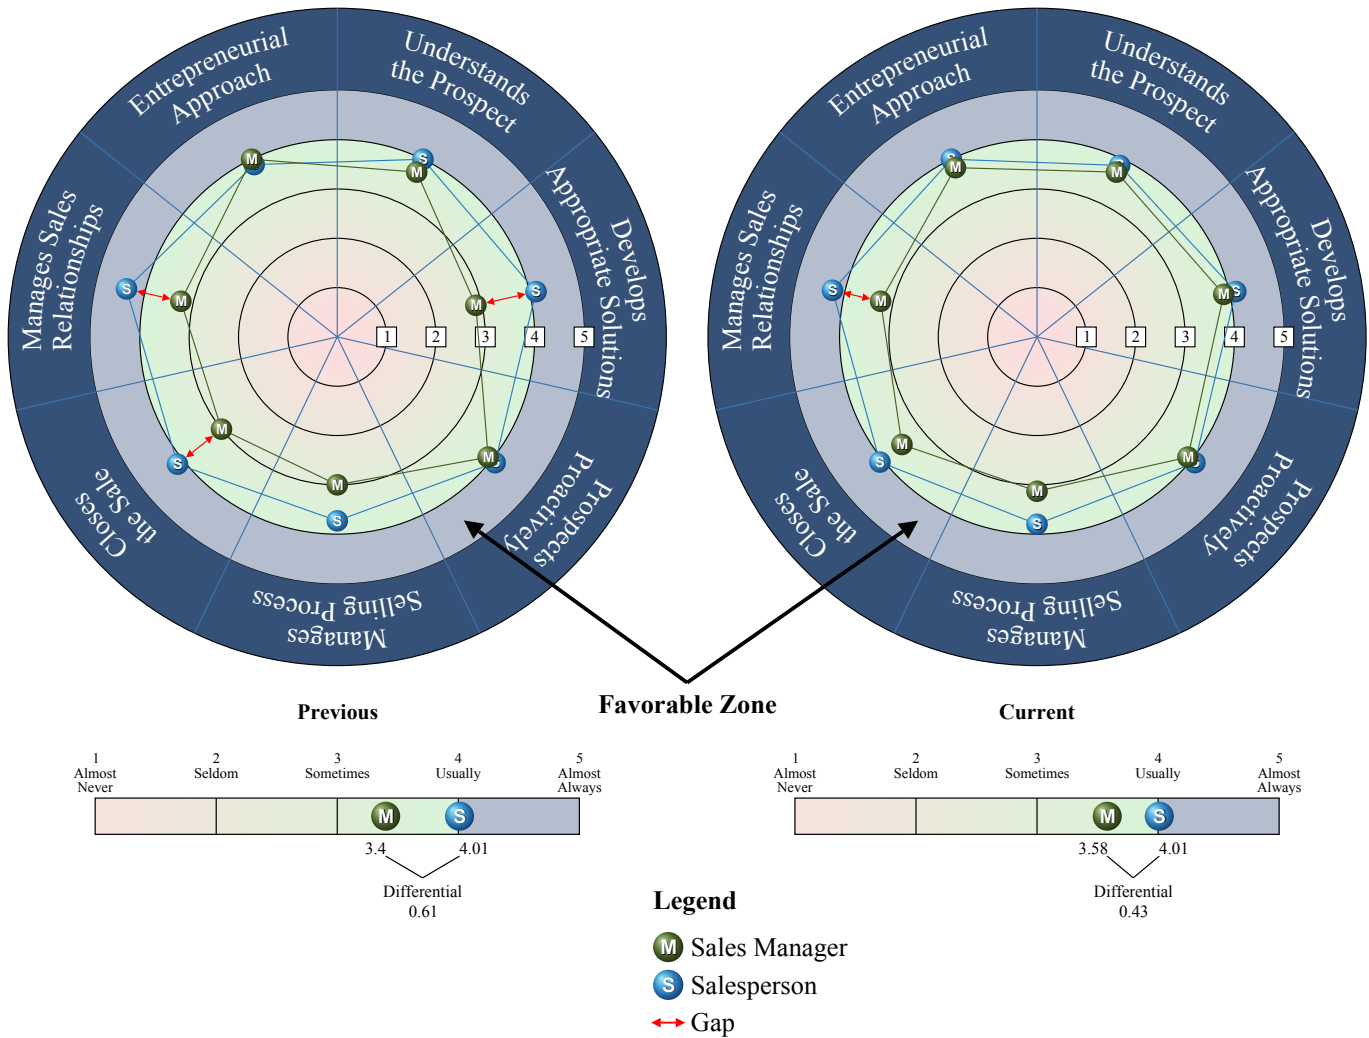 Entrepreneurial
Approach
Understands
the Prospect
Develops
Appropriate Solutions
Prospects
Proactively
Manages
Selling Process
Closes
the Sale
Manages Sales
Relationships
M
S
M
S
M
S
M
S
M
S
M
S
M
1 2 3 4 5
Entrepreneurial
Approach
Understands
the Prospect
Develops
Appropriate Solutions
Prospects
Proactively
Manages
Selling Process
Closes
the Sale
Manages Sales
Relationships
S
M
S
M
M
S
M
S
M
S
M
S
M
S
1 2 3 4 5
Favorable Zone
Previous
1 2 3 4 5
Almost Never Seldom Sometimes Usually Almost Always
M S
3.4 4.01
Differential
0.61
Current
1 2 3 4 5
Almost Never Seldom Sometimes Usually Almost Always
M S
3.58 4.01
Differential
0.43
Legend
M Sales Manager
S Salesperson
Gap